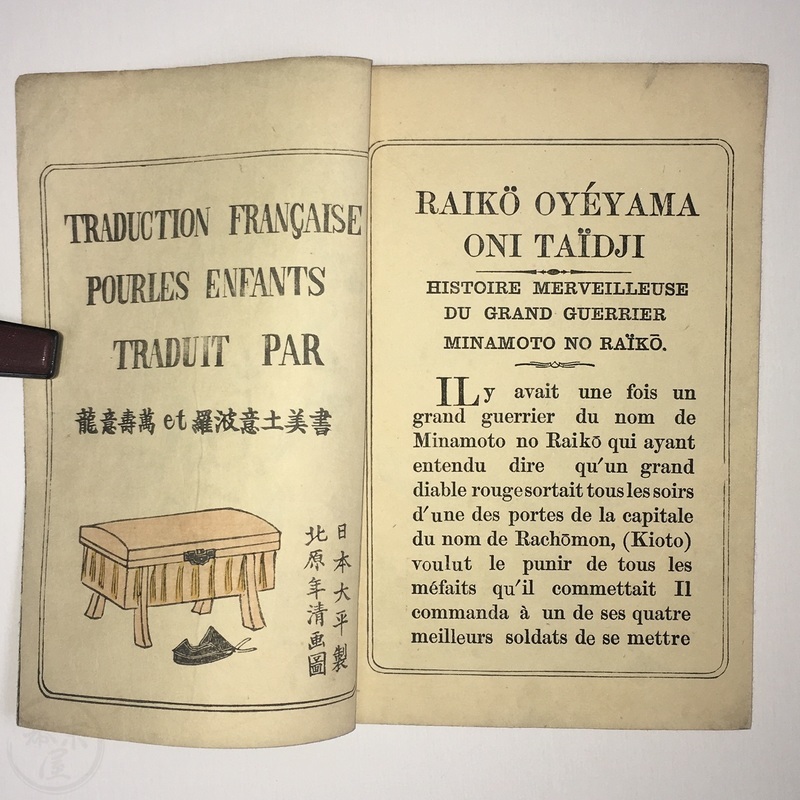 TRADUCTION FRANÇAISE
POURLES ENFANTS
TRADUIT PAR
龍意壽萬 et 羅波意土美書
日本大平製
北原年清画圖
RAIKÖ OYÉYAMA
ONI TAÏDJI
HISTOIRE MERVEILLEUSE
DU GRAND GUERRIER
MINAMOTO NO RAÏKŌ.
IL y avait une fois un
grand guerrier du nom de
Minamoto no Raikō qui ayant
entendu dire qu'un grand
diable rouge sortait tous les soirs
d'une des portes de la capitale
du nom de Rachōmon, (Kioto)
voulut le punir de tous les
méfaits qu'il commettait Il
commanda à un de ses quatre
meilleurs soldats de se mettre